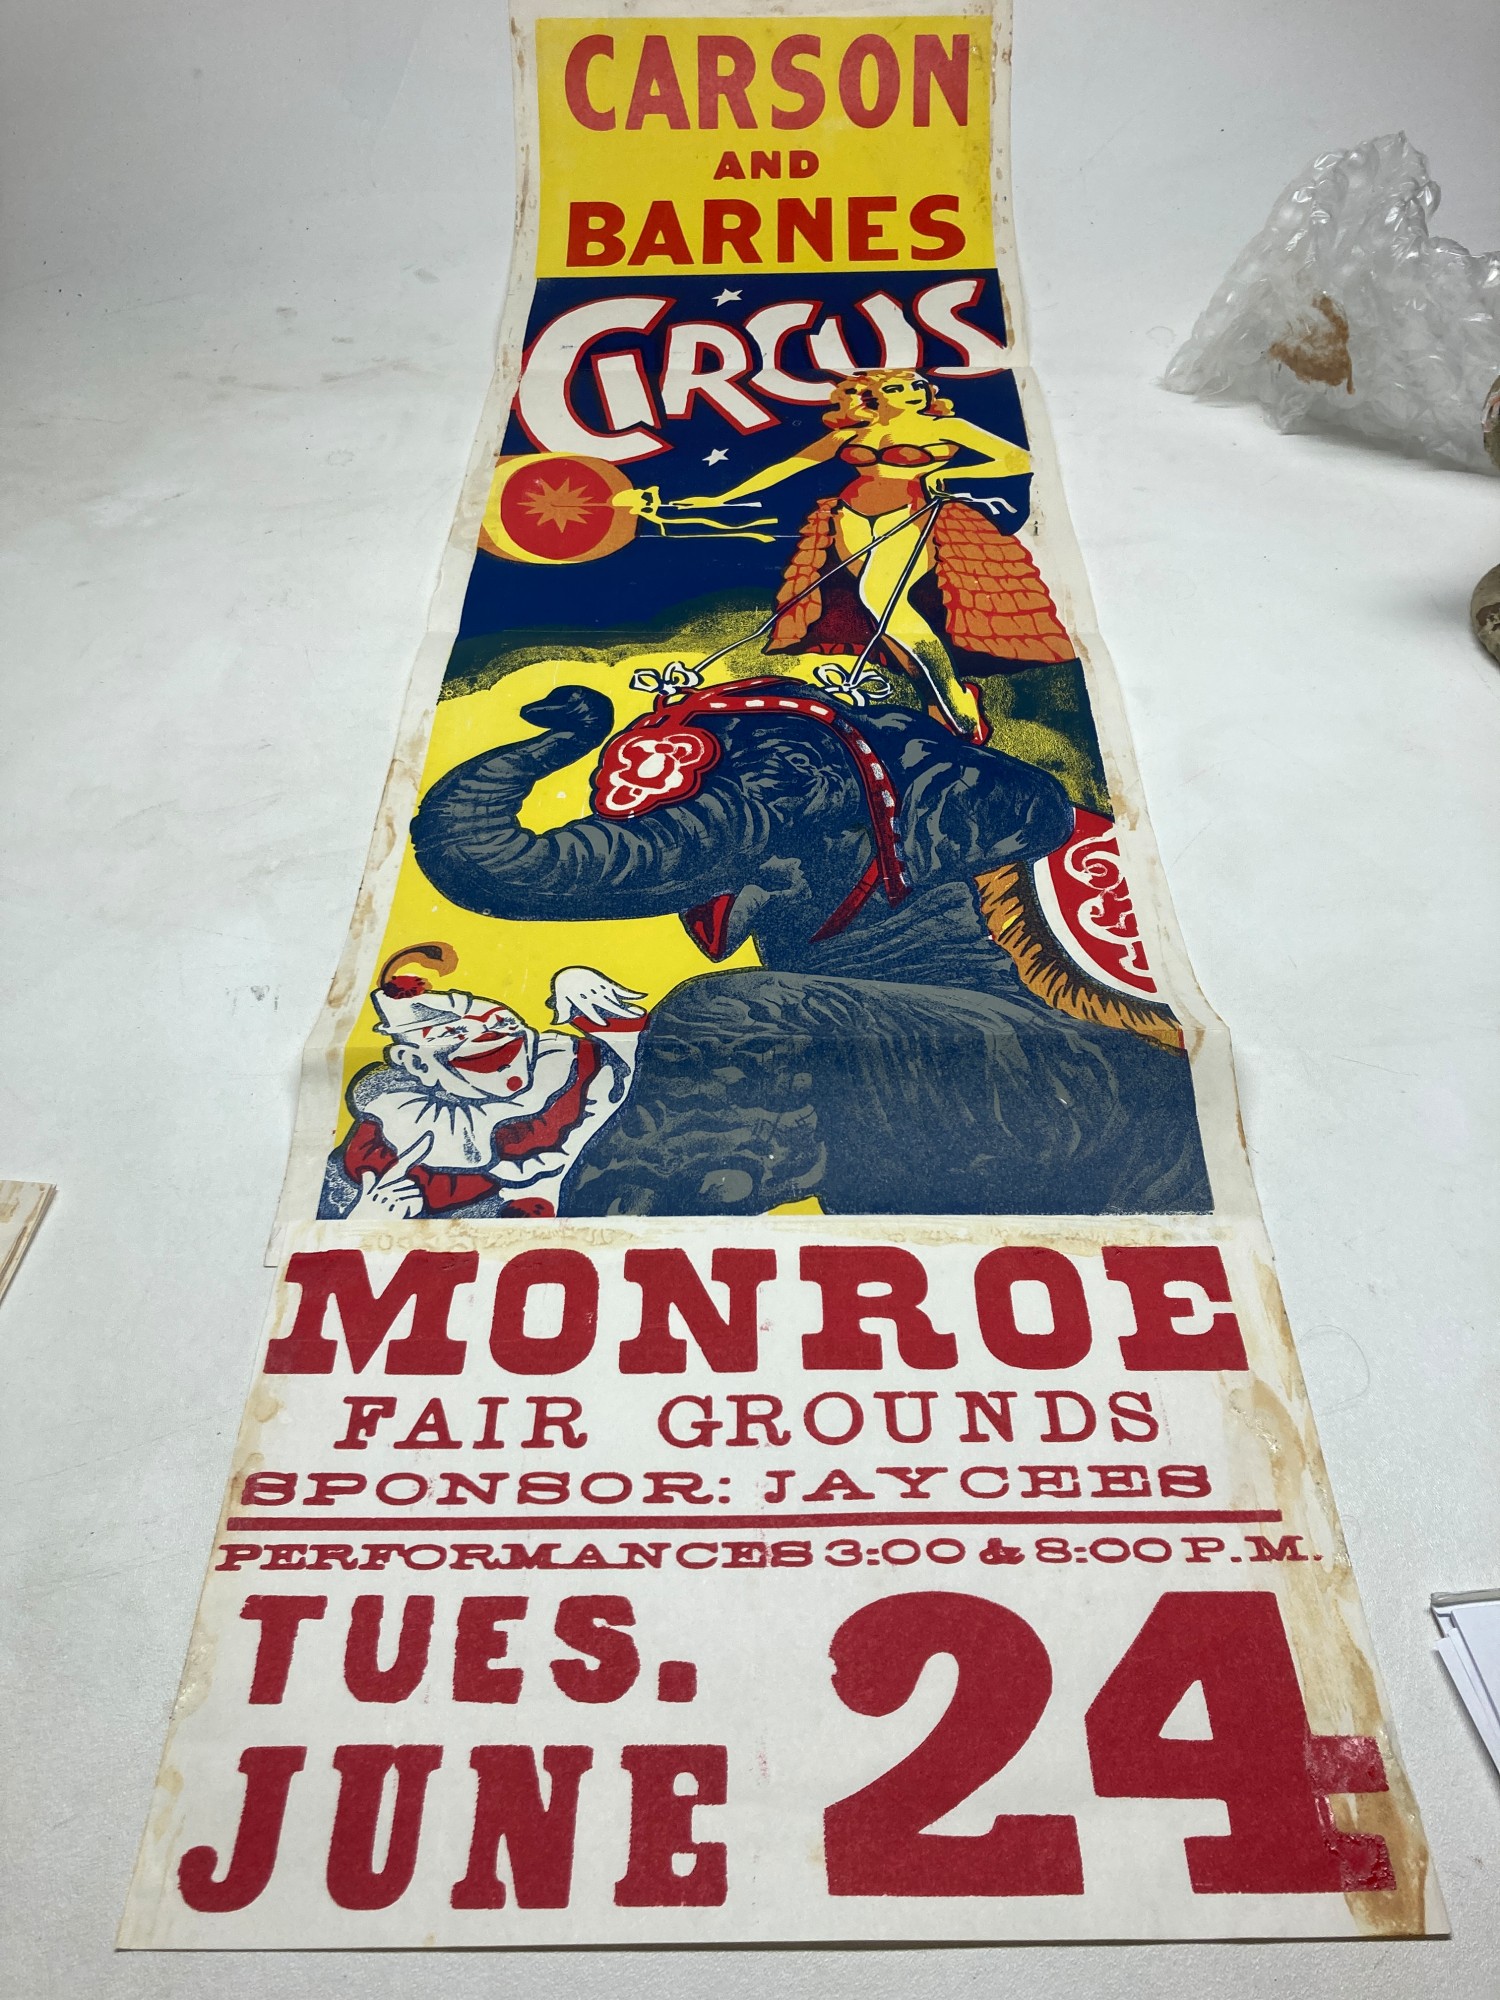 CARSON
AND
BARNES
CIRCUS
MONROE
FAIR GROUNDS
SPONSOR: JAYCEES
PERFORMANCES 3:00 & 8:00 P.M.
TUES.
JUNE 24